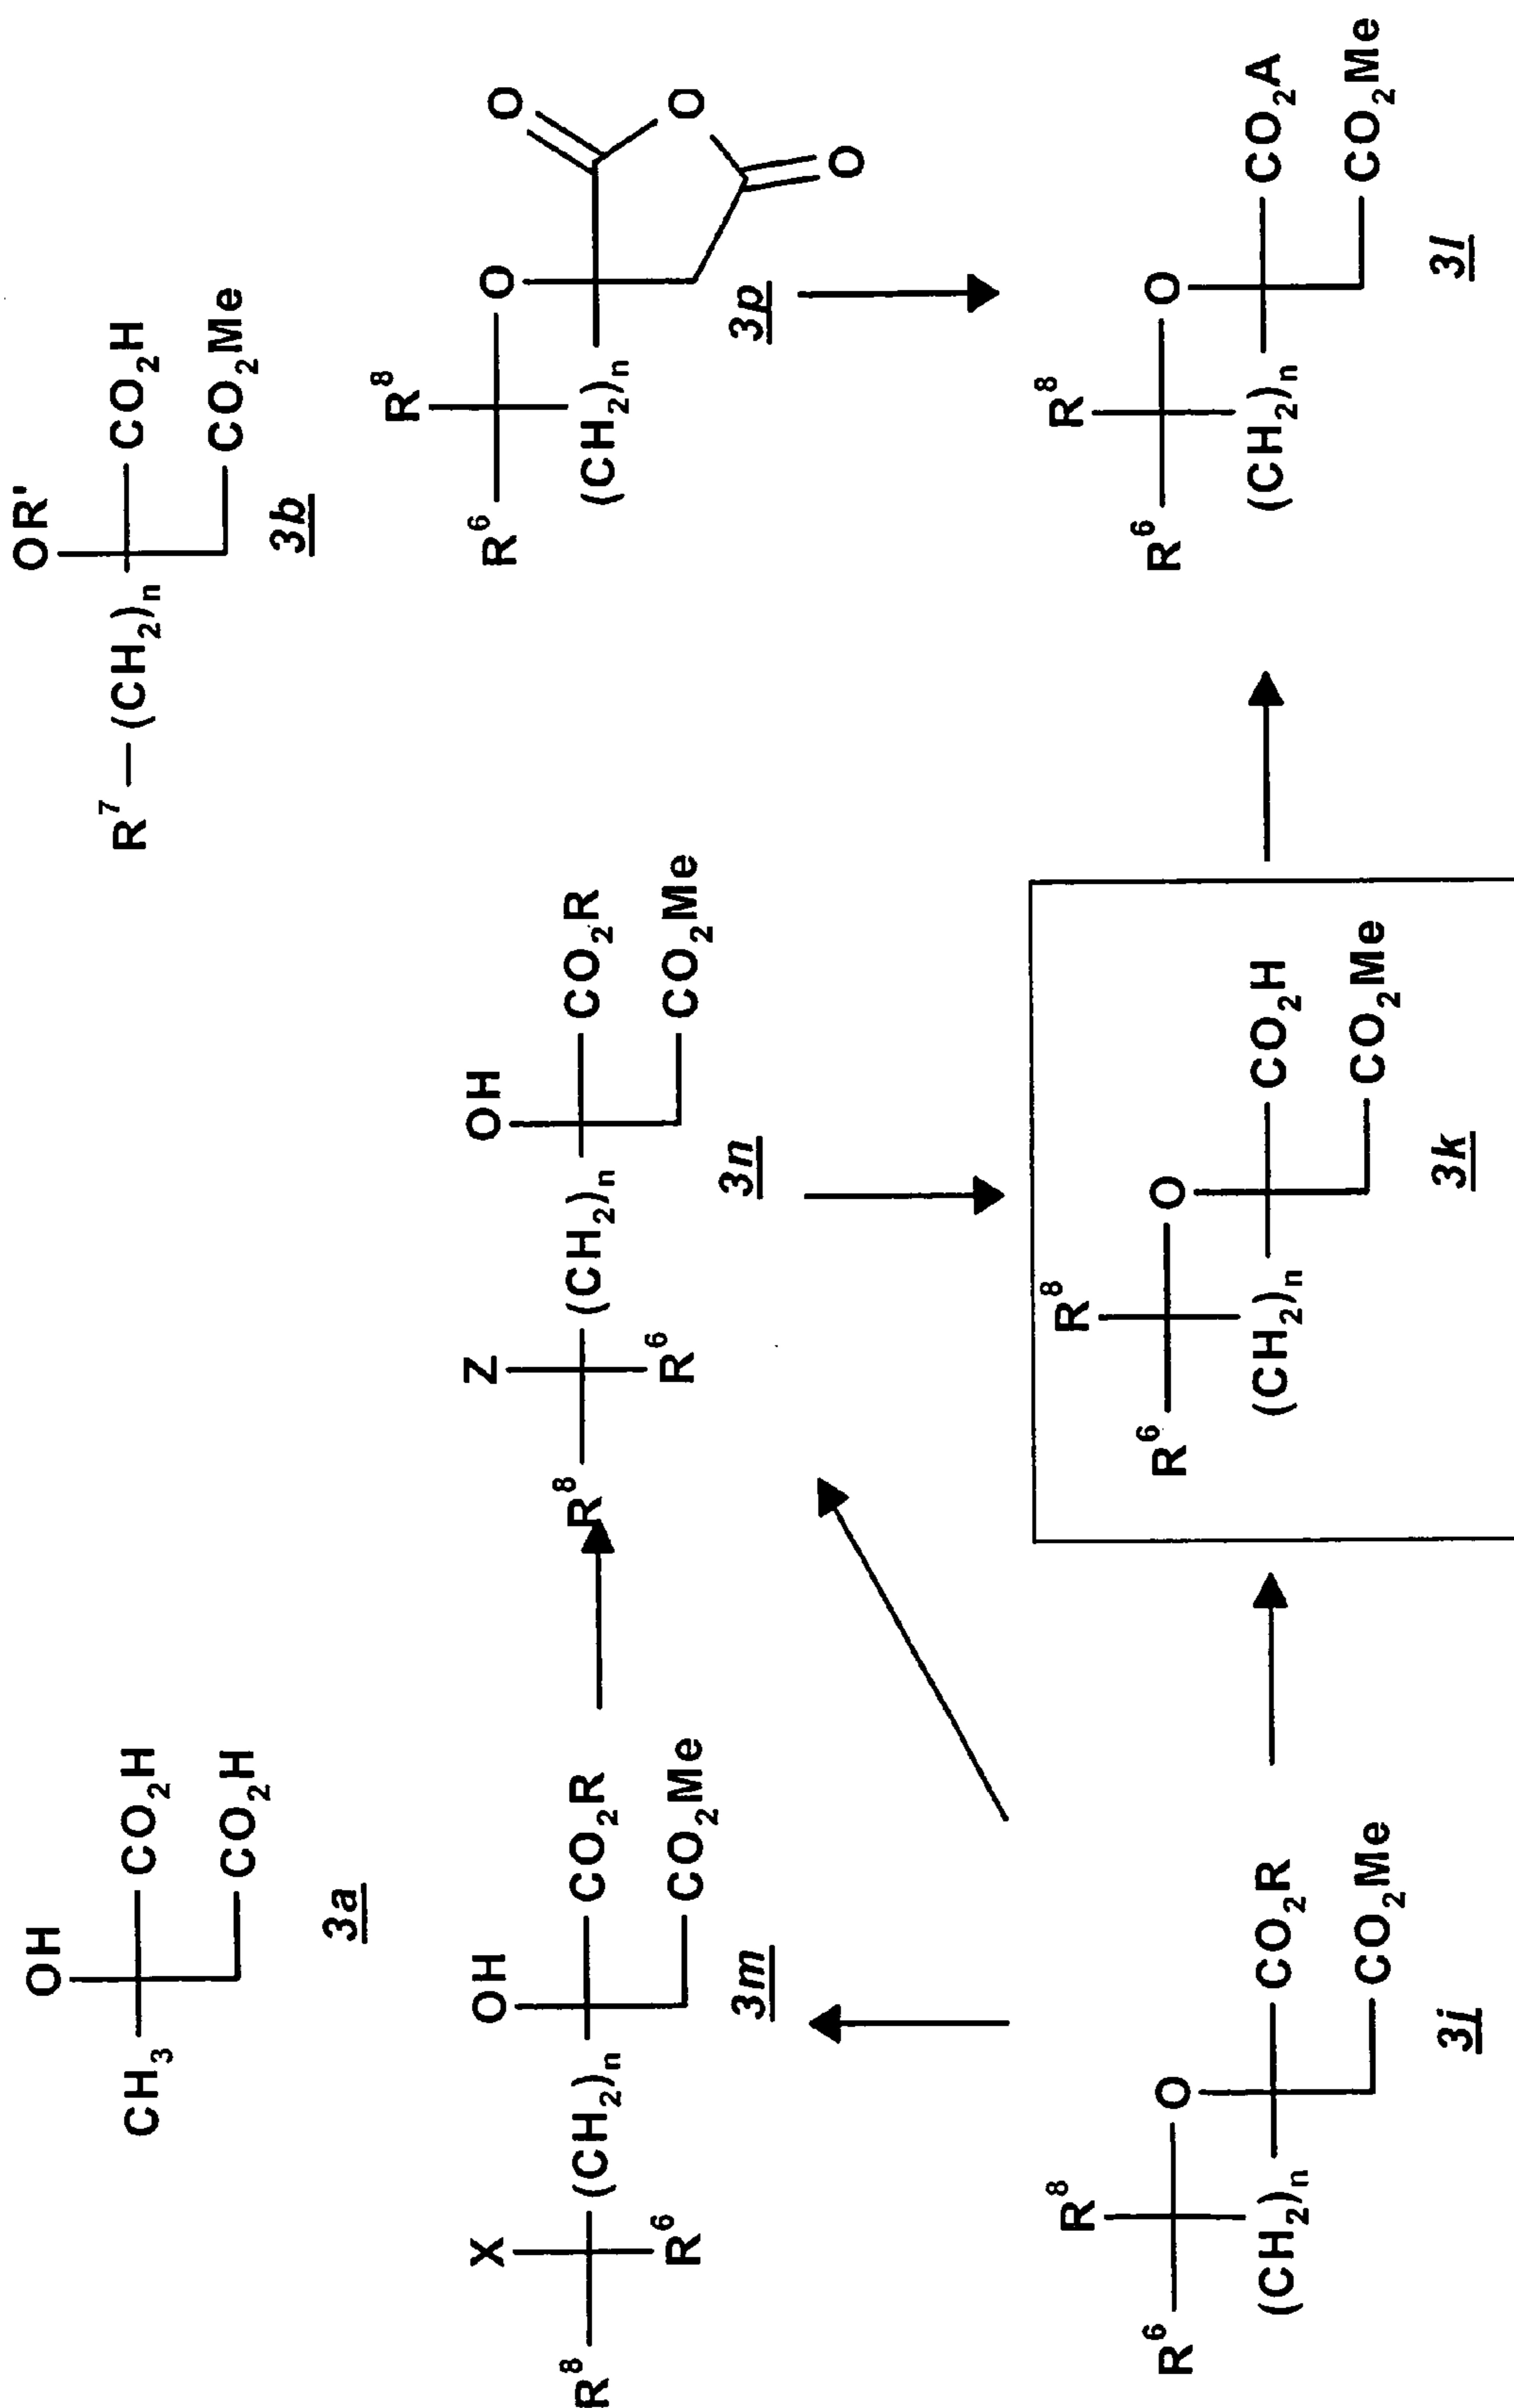 OH
CH₃ CO₂H
CO₂H
3a
OR'
R⁷—(CH₂)ₙ CO₂H
CO₂Me
3b
X OH
R⁸ (CH₂)ₙ CO₂R
R⁶ CO₂Me
3m
Z OH
R⁸ (CH₂)ₙ CO₂R
R⁶ CO₂Me
3n
R⁸ O
R⁶ O
(CH₂)ₙ O
O
3p
R⁸
R⁶ O
(CH₂)ₙ CO₂R
CO₂Me
3j
R⁸
R⁶ O
(CH₂)ₙ CO₂H
CO₂Me
3k
R⁸
R⁶ O
(CH₂)ₙ CO₂A
CO₂Me
3l